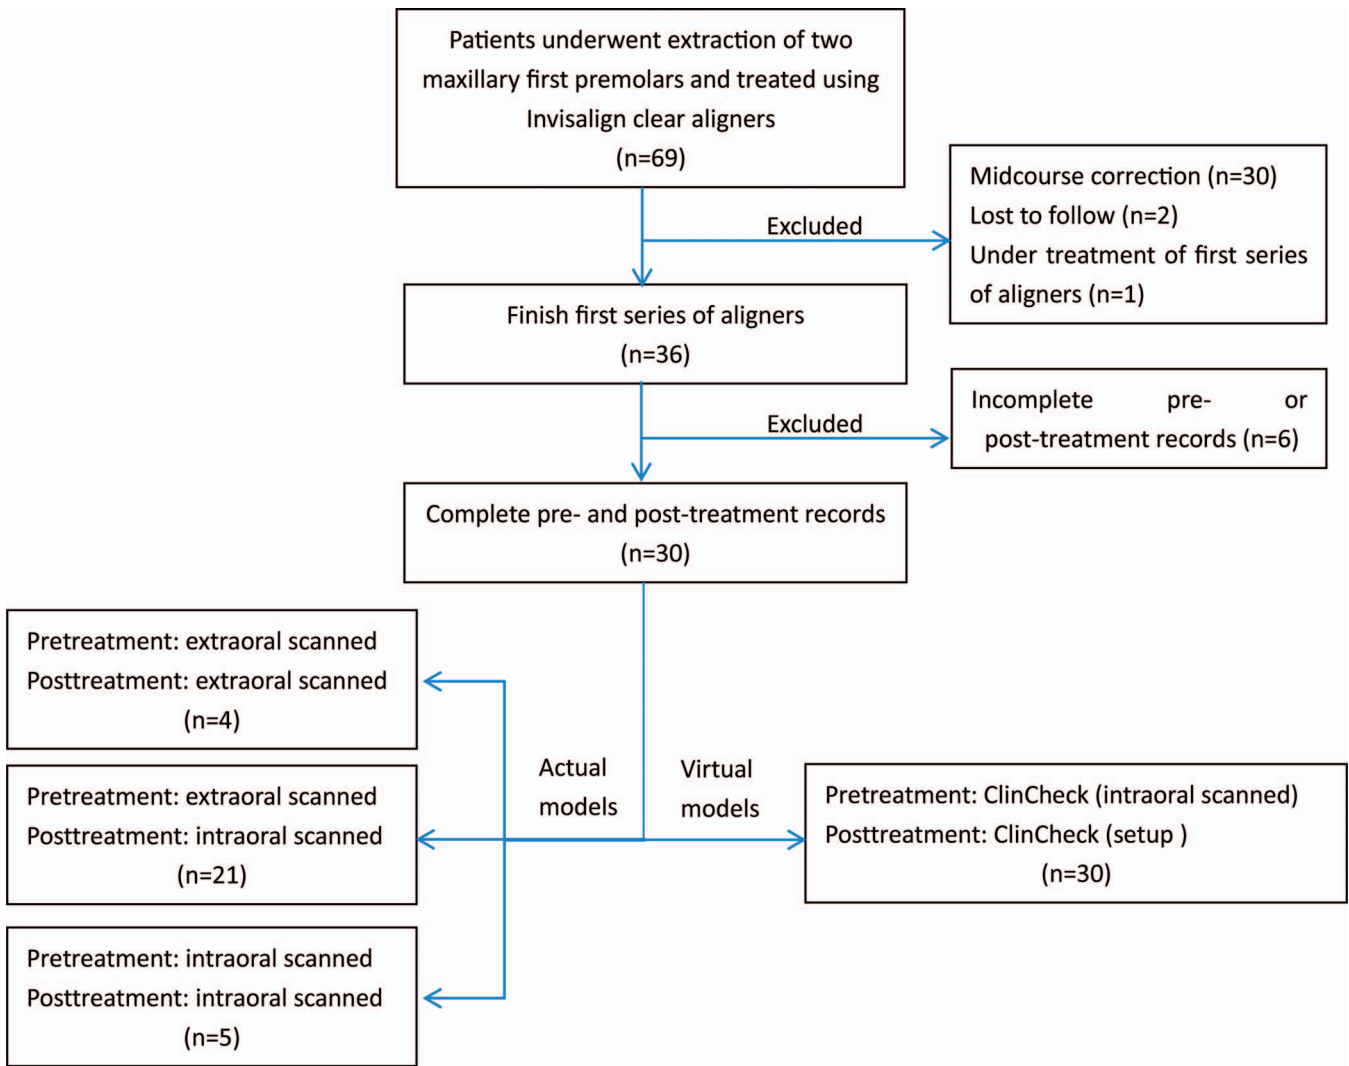 Patients underwent extraction of two
maxillary first premolars and treated using
Invisalign clear aligners
(n=69)
Excluded
Midcourse correction (n=30)
Lost to follow (n=2)
Under treatment of first series
of aligners (n=1)
Finish first series of aligners
(n=36)
Excluded
Incomplete pre- or
post-treatment records (n=6)
Complete pre- and post-treatment records
(n=30)
Pretreatment: extraoral scanned
Posttreatment: extraoral scanned
(n=4)
Actual
models
Virtual
models
Pretreatment: extraoral scanned
Posttreatment: intraoral scanned
(n=21)
Pretreatment: ClinCheck (intraoral scanned)
Posttreatment: ClinCheck (setup )
(n=30)
Pretreatment: intraoral scanned
Posttreatment: intraoral scanned
(n=5)